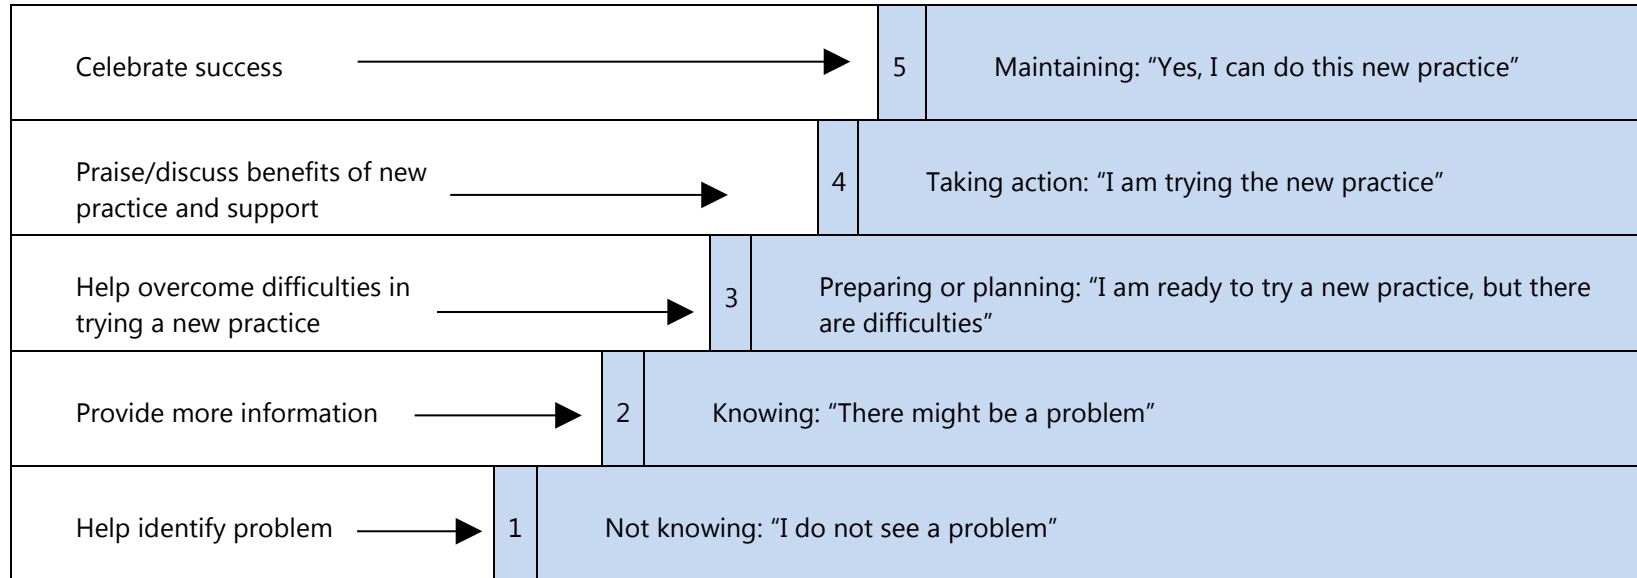 Celebrate success
5
Maintaining: “Yes, I can do this new practice”
Praise/discuss benefits of new
practice and support
4
Taking action: “I am trying the new practice”
Help overcome difficulties in
trying a new practice
3
Preparing or planning: “I am ready to try a new practice, but there
are difficulties”
Provide more information
2
Knowing: “There might be a problem”
Help identify problem
1
Not knowing: “I do not see a problem”